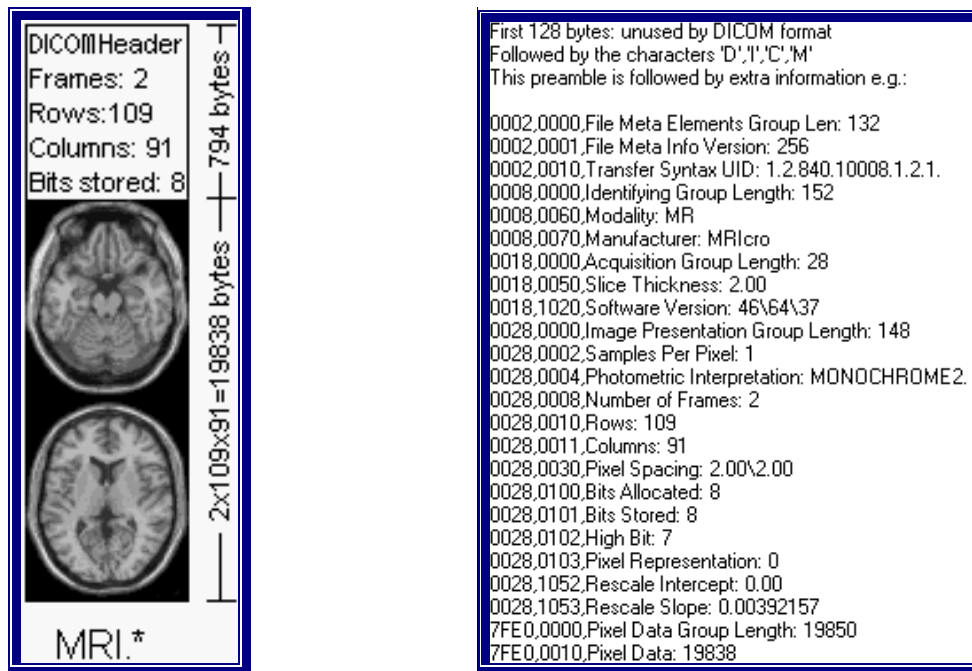 DICOMHeader
Frames: 2
Rows:109
Columns: 91
Bits stored: 8
794 bytes
2x109x91=19838 bytes
MRI.*
First 128 bytes: unused by DICOM format
Followed by the characters 'D','I','C','M'
This preamble is followed by extra information e.g.:
0002,0000,File Meta Elements Group Len: 132
0002,0001,File Meta Info Version: 256
0002,0010,Transfer Syntax UID: 1.2.840.10008.1.2.1.
0008,0000,Identifying Group Length: 152
0008,0060,Modality: MR
0008,0070,Manufacturer: MRIcro
0018,0000,Acquisition Group Length: 28
0018,0050,Slice Thickness: 2.00
0018,1020,Software Version: 46\64\37
0028,0000,Image Presentation Group Length: 148
0028,0002,Samples Per Pixel: 1
0028,0004,Photometric Interpretation: MONOCHROME2.
0028,0008,Number of Frames: 2
0028,0010,Rows: 109
0028,0011,Columns: 91
0028,0030,Pixel Spacing: 2.00\2.00
0028,0100,Bits Allocated: 8
0028,0101,Bits Stored: 8
0028,0102,High Bit: 7
0028,0103,Pixel Representation: 0
0028,1052,Rescale Intercept: 0.00
0028,1053,Rescale Slope: 0.00392157
7FE0,0000,Pixel Data Group Length: 19850
7FE0,0010,Pixel Data: 19838